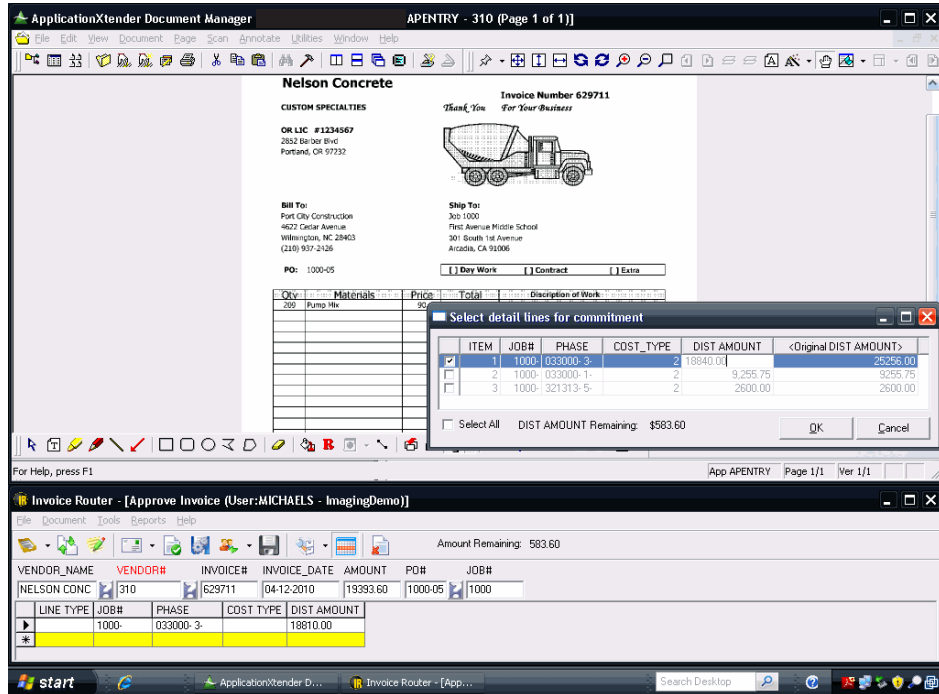 ApplicationXtender Document Manager APENTRY - 310 (Page 1 of 1)]
File Edit View Document Page Scan Annotate Utilities Window Help
Nelson Concrete
Invoice Number 629711
CUSTOM SPECIALTIES
Thank You For Your Business
OR LIC #1234567
2852 Barber Blvd
Portland, OR 97232
Bill To:
Port City Construction
4622 Cedar Avenue
Wilmington, NC 28403
(210) 937-2426
Ship To:
Job 1000
First Avenue Middle School
301 South 1st Avenue
Arcadia, CA 91006
PO: 1000-05
[ ] Day Work [ ] Contract [ ] Extra
Qty Materials Price Total Discription of Work
209 Pump Mix 90
Select detail lines for commitment
ITEM JOB# PHASE COST_TYPE DIST AMOUNT <Original DIST AMOUNT>
1 1000- 033000- 3- 2 18840.00 25256.00
2 1000- 033000- 1- 2 9,255.75 9255.75
3 1000- 321313- 5- 2 2600.00 2600.00
Select All DIST AMOUNT Remaining: $583.60 OK Cancel
For Help, press F1
App APENTRY Page 1/1 Ver 1/1
Invoice Router - [Approve Invoice (User:MICHAELS - ImagingDemo)]
File Document Tools Reports Help
Amount Remaining: 583.60
VENDOR_NAME VENDOR# INVOICE# INVOICE_DATE AMOUNT PO# JOB#
NELSON CONC 310 629711 04-12-2010 19393.60 1000-05 1000
LINE TYPE JOB# PHASE COST TYPE DIST AMOUNT
1000- 033000- 3- 18810.00
start ApplicationXtender D... Invoice Router - [App... Search Desktop